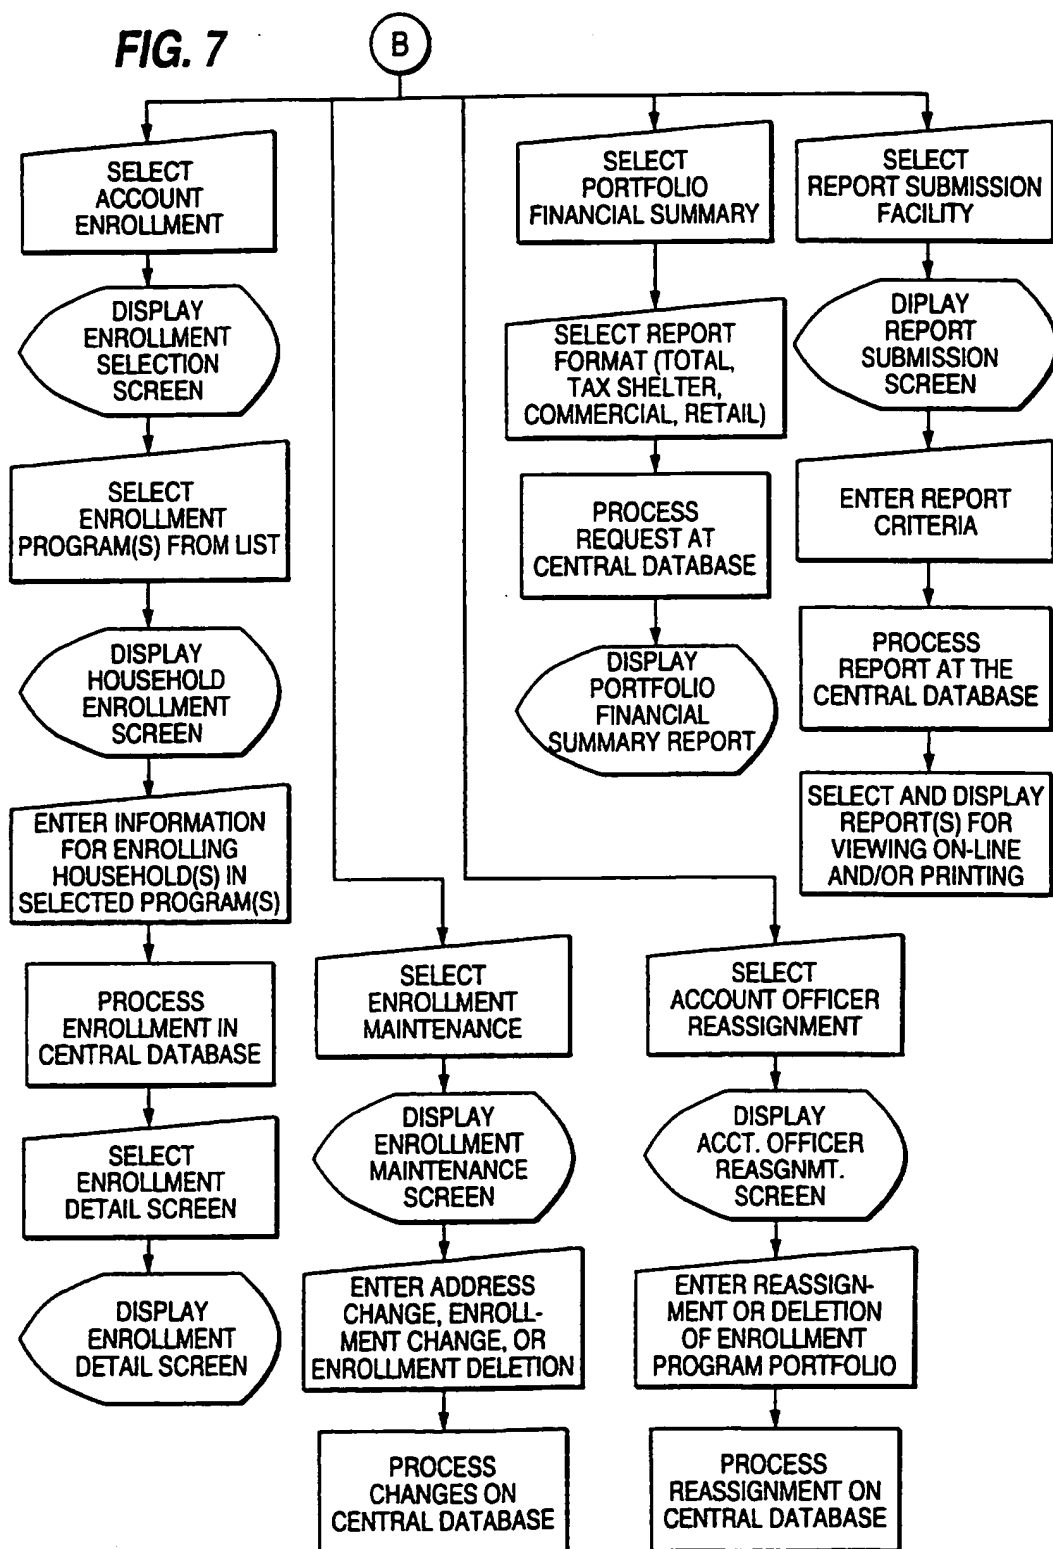 FIG. 7
B
SELECT
ACCOUNT
ENROLLMENT
DISPLAY
ENROLLMENT
SELECTION
SCREEN
SELECT
ENROLLMENT
PROGRAM(S) FROM LIST
DISPLAY
HOUSEHOLD
ENROLLMENT
SCREEN
ENTER INFORMATION
FOR ENROLLING
HOUSEHOLD(S) IN
SELECTED PROGRAM(S)
PROCESS
ENROLLMENT IN
CENTRAL DATABASE
SELECT
ENROLLMENT
DETAIL SCREEN
DISPLAY
ENROLLMENT
DETAIL SCREEN
SELECT
ENROLLMENT
MAINTENANCE
DISPLAY
ENROLLMENT
MAINTENANCE
SCREEN
ENTER ADDRESS
CHANGE, ENROLL-
MENT CHANGE, OR
ENROLLMENT DELETION
PROCESS
CHANGES ON
CENTRAL DATABASE
SELECT
ACCOUNT OFFICER
REASSIGNMENT
DISPLAY
ACCT. OFFICER
REASGNMT.
SCREEN
ENTER REASSIGN-
MENT OR DELETION
OF ENROLLMENT
PROGRAM PORTFOLIO
PROCESS
REASSIGNMENT ON
CENTRAL DATABASE
SELECT
PORTFOLIO
FINANCIAL SUMMARY
SELECT REPORT
FORMAT (TOTAL,
TAX SHELTER,
COMMERCIAL, RETAIL)
PROCESS
REQUEST AT
CENTRAL DATABASE
DISPLAY
PORTFOLIO
FINANCIAL
SUMMARY REPORT
SELECT
REPORT SUBMISSION
FACILITY
DIPLAY
REPORT
SUBMISSION
SCREEN
ENTER REPORT
CRITERIA
PROCESS
REPORT AT THE
CENTRAL DATABASE
SELECT AND DISPLAY
REPORT(S) FOR
VIEWING ON-LINE
AND/OR PRINTING